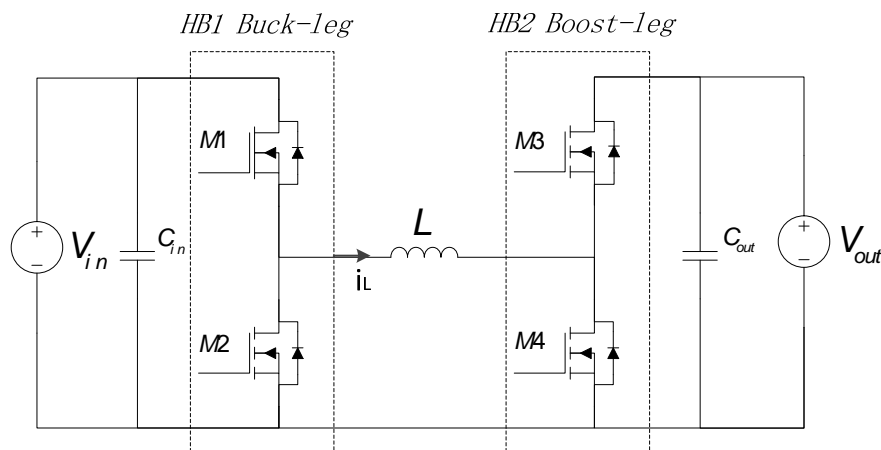 HB1 Buck-leg
HB2 Boost-leg
M1
M3
+
Vin
−
Cin
iL
L
Cout
+
Vout
−
M2
M4